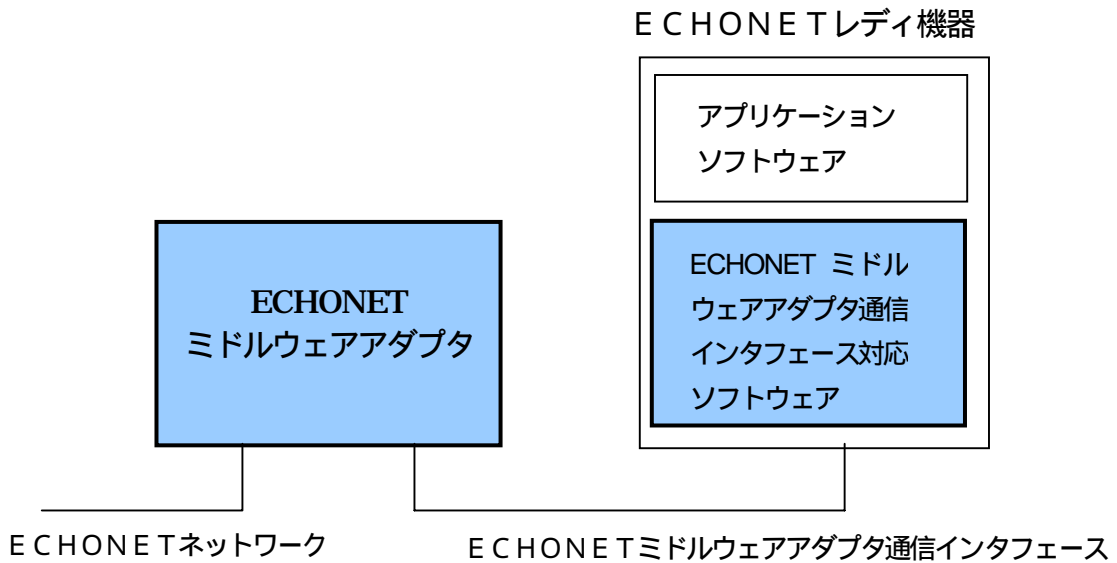 ＥＣＨＯＮＥＴレディ機器
アプリケーション
ソフトウェア
ECHONET
ミドルウェアアダプタ
ECHONET ミドル
ウェアアダプタ通信
インタフェース対応
ソフトウェア
ＥＣＨＯＮＥＴネットワーク
ＥＣＨＯＮＥＴミドルウェアアダプタ通信インタフェース